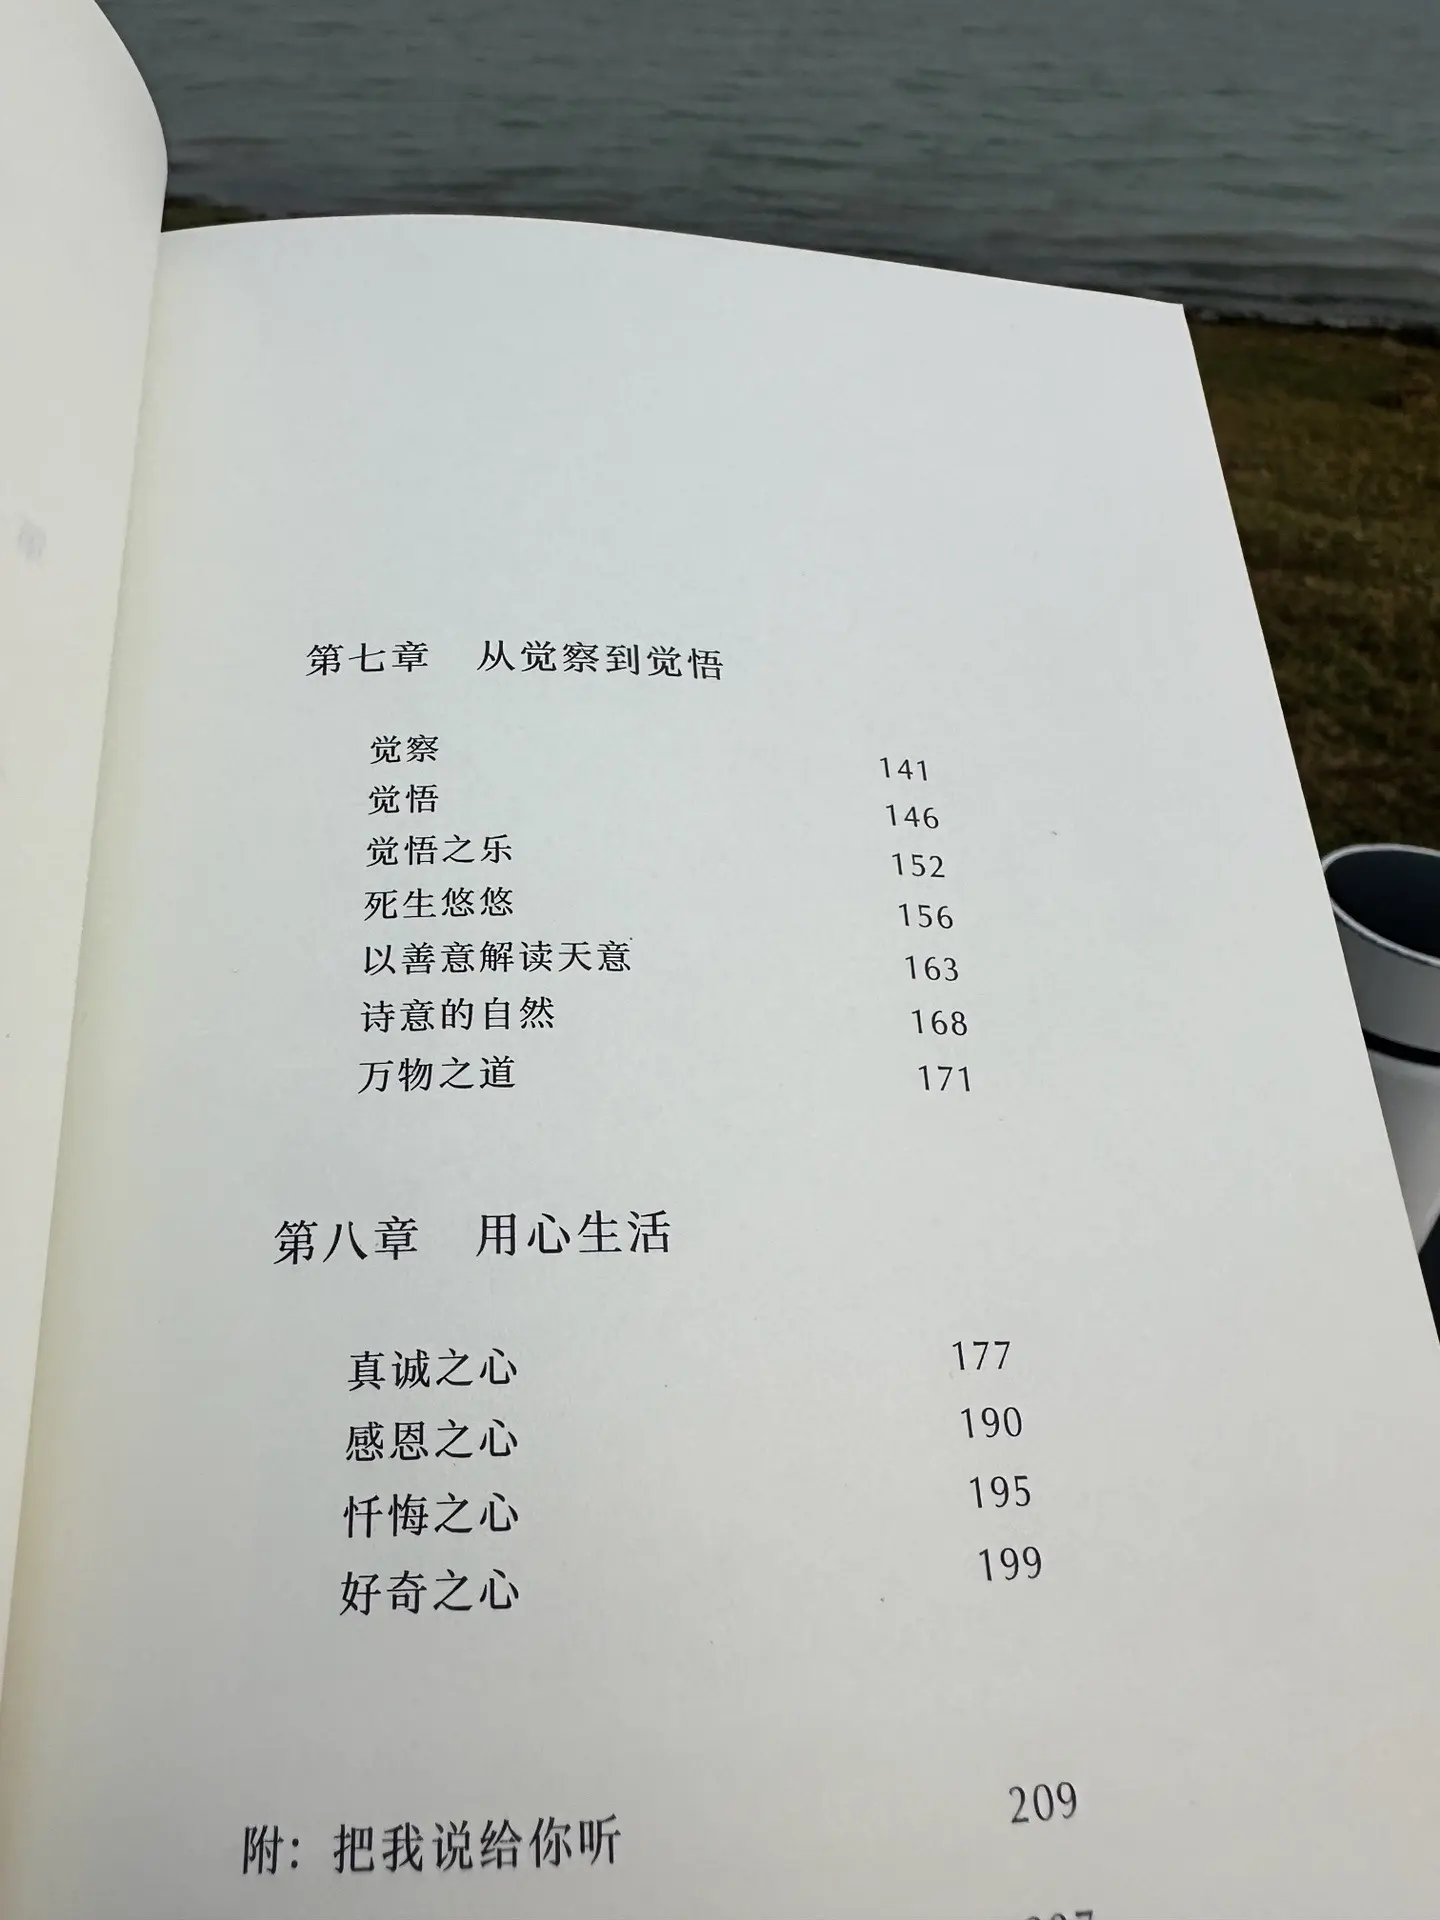 第七章 从觉察到觉悟
觉察 141
觉悟 146
觉悟之乐 152
死生悠悠 156
以善意解读天意 163
诗意的自然 168
万物之道 171
第八章 用心生活
真诚之心 177
感恩之心 190
忏悔之心 195
好奇之心 199
附：把我说给你听 209